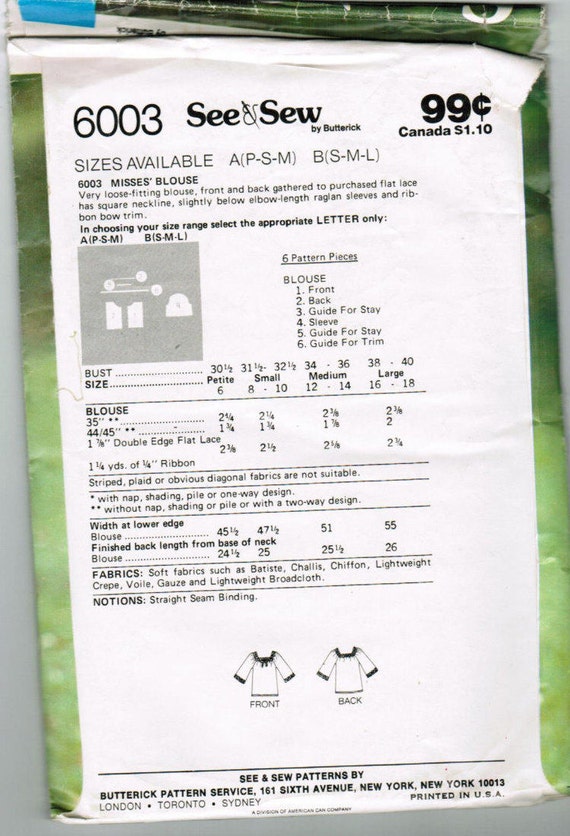 6003 See & Sew by Butterick 99¢
Canada $1.10
SIZES AVAILABLE A(P-S-M) B(S-M-L)
6003 MISSES' BLOUSE
Very loose-fitting blouse, front and back gathered to purchased flat lace
has square neckline, slightly below elbow-length raglan sleeves and rib-
bon bow trim.
In choosing your size range select the appropriate LETTER only:
A(P-S-M) B(S-M-L)
6 Pattern Pieces
BLOUSE
1. Front
2. Back
3. Guide For Stay
4. Sleeve
5. Guide For Stay
6. Guide For Trim
BUST 30½ 31½- 32½ 34 - 36 38 - 40
SIZE Petite Small Medium Large
6 8 - 10 12 - 14 16 - 18
BLOUSE
35" ** 2¼ 2¼ 2⅜ 2⅜
44/45" ** 1¾ 1¾ 1⅞ 2
1⅞" Double Edge Flat Lace
2⅜ 2½ 2⅝ 2¾
1¼ yds. of ¼" Ribbon
Striped, plaid or obvious diagonal fabrics are not suitable.
* with nap, shading, pile or one-way design.
** without nap, shading or pile or with a two-way design.
Width at lower edge
Blouse 45½ 47½ 51 55
Finished back length from base of neck
Blouse 24½ 25 25½ 26
FABRICS: Soft fabrics such as Batiste, Challis, Chiffon, Lightweight
Crepe, Voile, Gauze and Lightweight Broadcloth.
NOTIONS: Straight Seam Binding.
FRONT BACK
SEE & SEW PATTERNS BY
BUTTERICK PATTERN SERVICE, 161 SIXTH AVENUE, NEW YORK, NEW YORK 10013
LONDON • TORONTO • SYDNEY PRINTED IN U.S.A.
A DIVISION OF AMERICAN CAN COMPANY